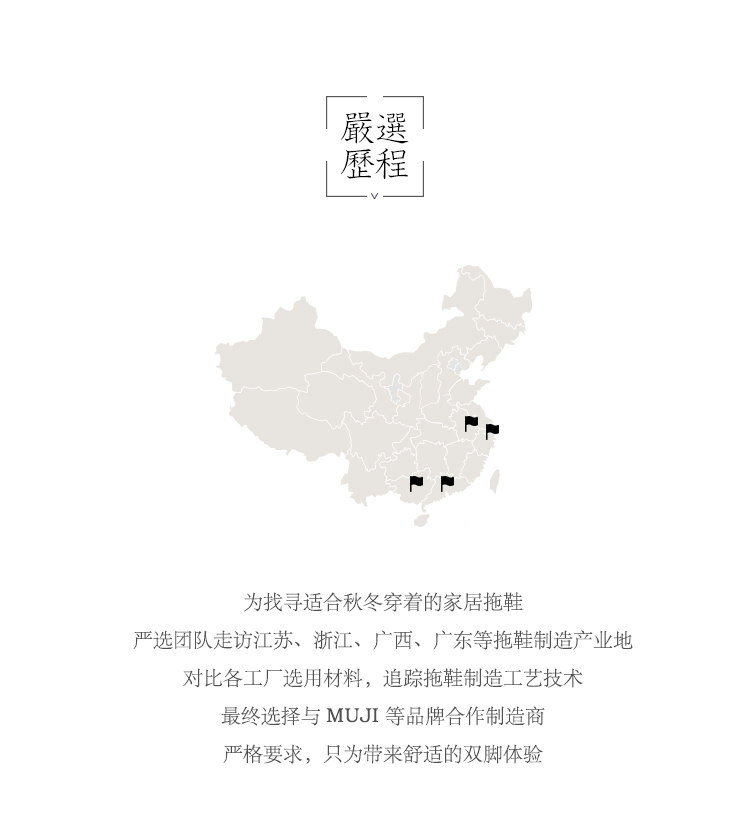 嚴選
歷程
为找寻适合秋冬穿着的家居拖鞋
严选团队走访江苏、浙江、广西、广东等拖鞋制造产业地
对比各工厂选用材料，追踪拖鞋制造工艺技术
最终选择与 MUJI 等品牌合作制造商
严格要求，只为带来舒适的双脚体验